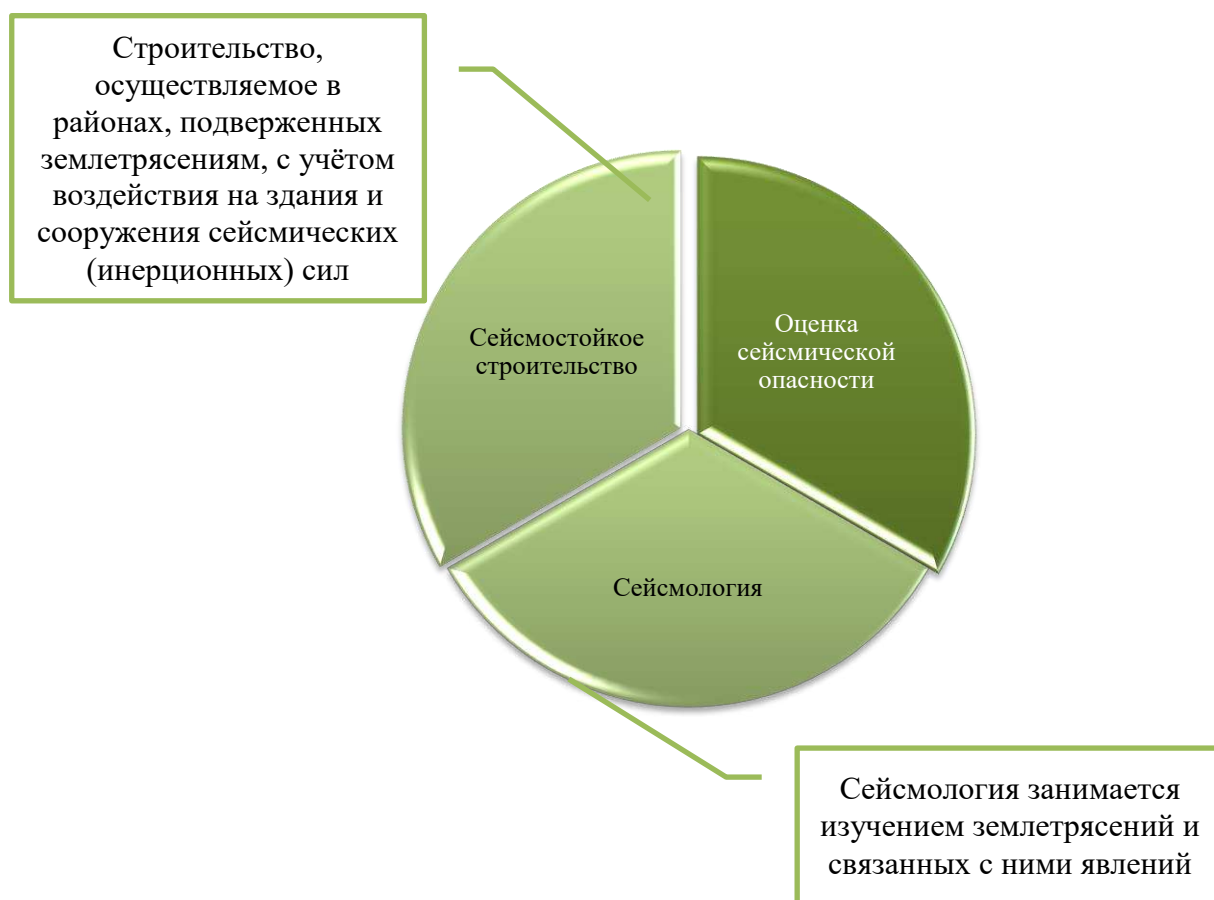 Строительство,
осуществляемое в
районах, подверженных
землетрясениям, с учётом
воздействия на здания и
сооружения сейсмических
(инерционных) сил
Сейсмостойкое
строительство
Оценка
сейсмической
опасности
Сейсмология
Сейсмология занимается
изучением землетрясений и
связанных с ними явлений